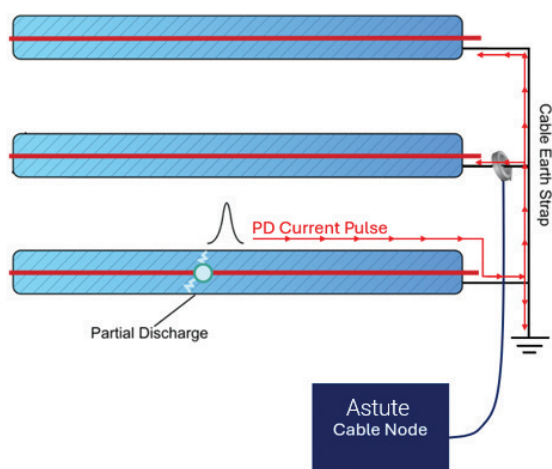 Cable Earth Strap
PD Current Pulse
Partial Discharge
Astute
Cable Node